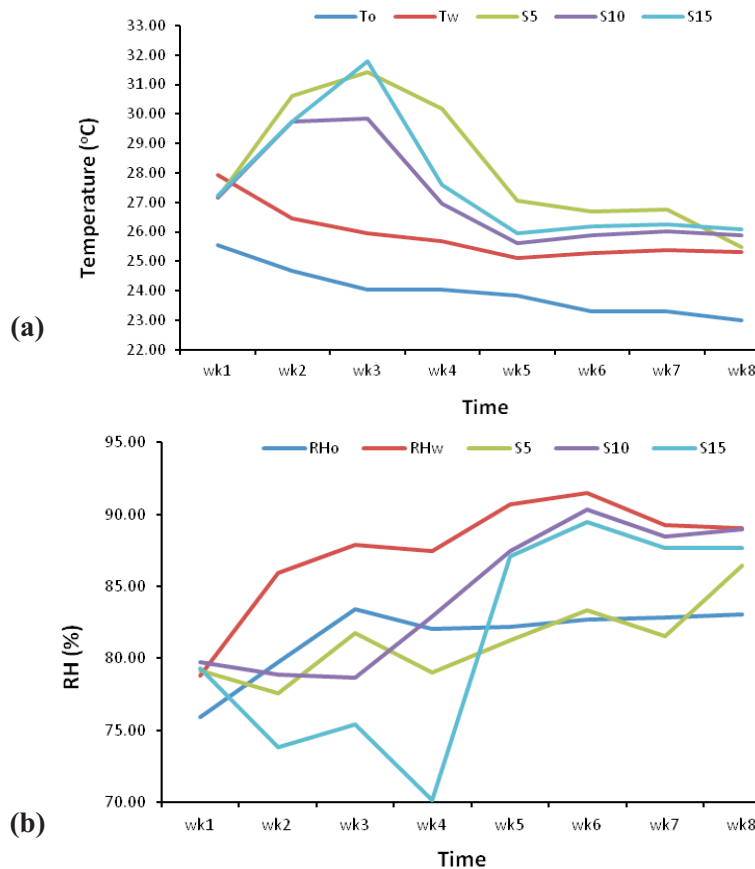 To Tw S5 S10 S15
33.00
32.00
31.00
30.00
29.00
28.00
27.00
26.00
25.00
24.00
23.00
22.00
Temperature (°C)
wk1 wk2 wk3 wk4 wk5 wk6 wk7 wk8
Time
(a)
RHo RHw S5 S10 S15
95.00
90.00
85.00
80.00
75.00
70.00
RH (%)
wk1 wk2 wk3 wk4 wk5 wk6 wk7 wk8
Time
(b)